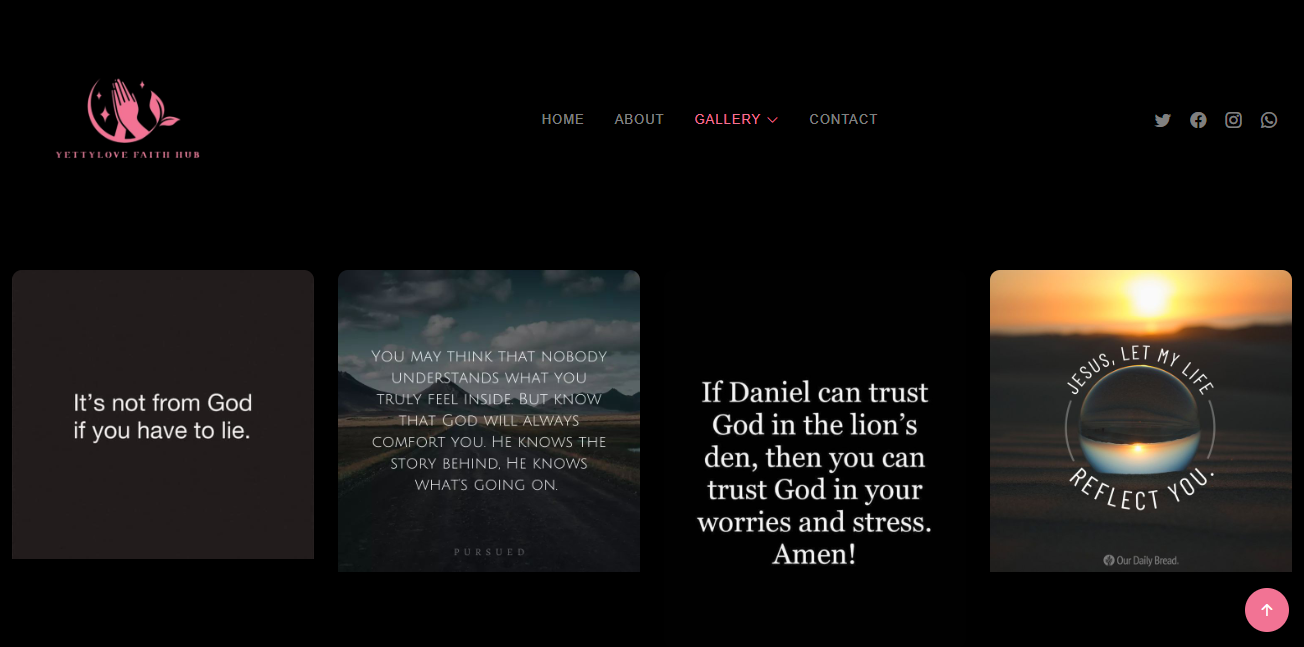 YETTYLOVE FAITH HUB
HOME ABOUT GALLERY CONTACT
It's not from God
if you have to lie.
You may think that nobody
understands what you
truly feel inside. But know
that God will always
comfort you. He knows the
story behind, He knows
what's going on.
PURSUED
If Daniel can trust
God in the lion's
den, then you can
trust God in your
worries and stress.
Amen!
JESUS, LET MY LIFE
REFLECT YOU.
Our Daily Bread.